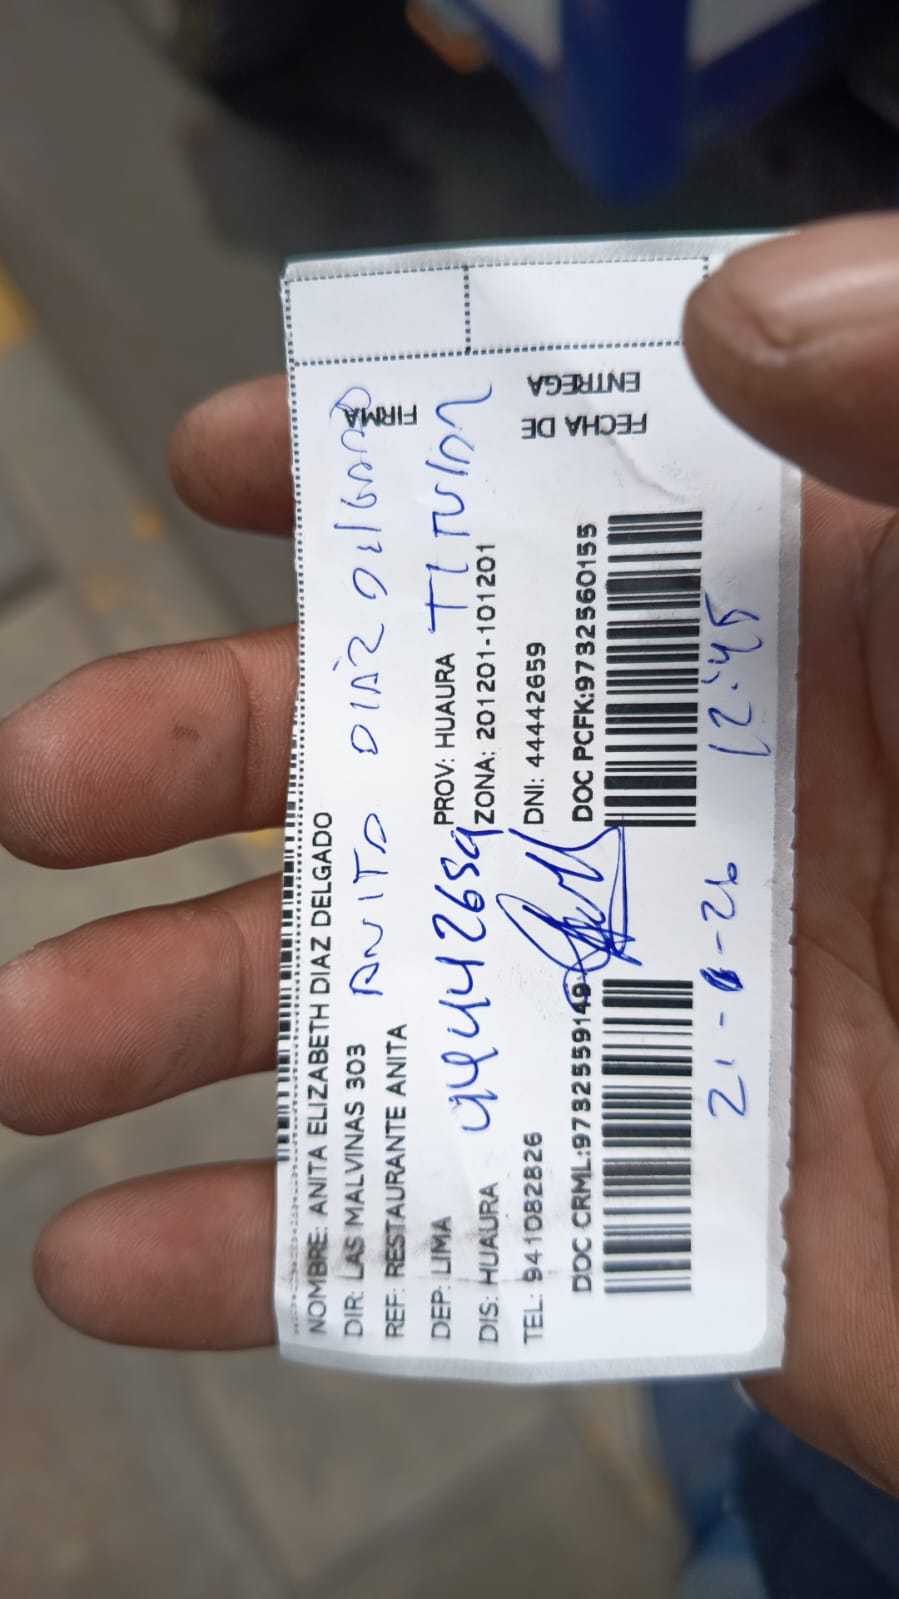 NOMBRE: ANITA ELIZABETH DIAZ DELGADO
DIR: LAS MALVINAS 303
ANITA DIAZ DELGADO
REF: RESTAURANTE ANITA
DEP: LIMA
PROV: HUAURA
TITULAR
44442659
DIS: HUAURA
ZONA: 201201-101201
TEL: 941082826
DNI: 44442659
DOC CRML:9732559149
DOC PCFK:9732560155
21- -26
12:45
FIRMA
FECHA DE
ENTREGA